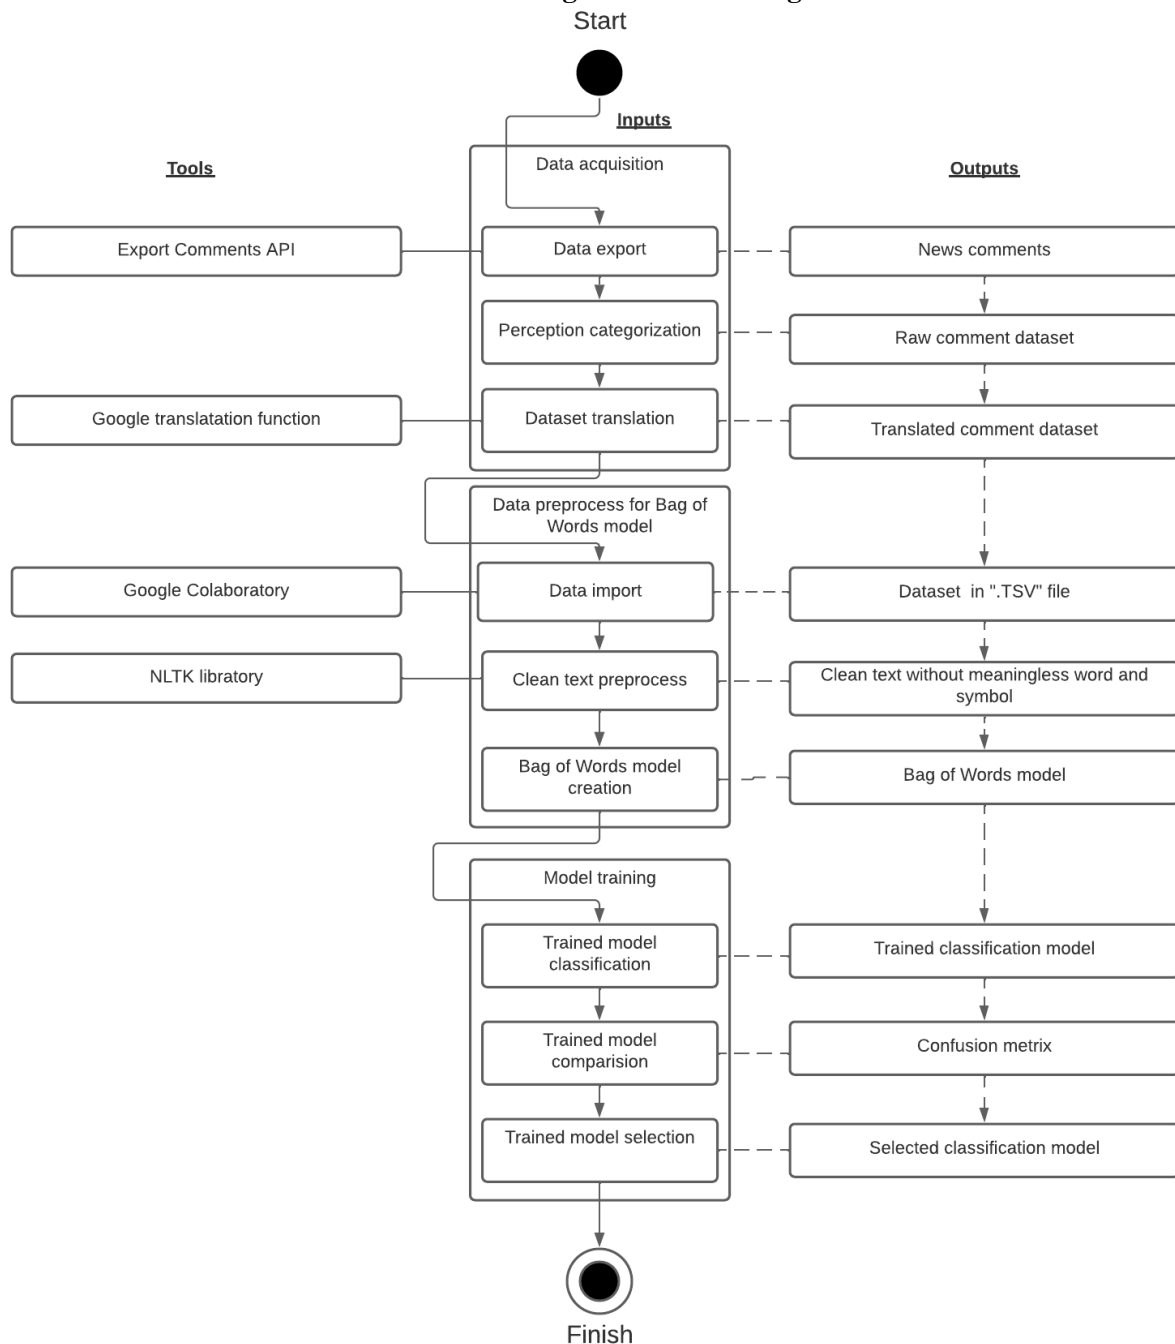 Start
Inputs
Tools
Data acquisition
Outputs
Export Comments API
Data export
News comments
Perception categorization
Raw comment dataset
Google translatation function
Dataset translation
Translated comment dataset
Data preprocess for Bag of
Words model
Google Colaboratory
Data import
Dataset in ".TSV" file
NLTK libratory
Clean text preprocess
Clean text without meaningless word and
symbol
Bag of Words model
creation
Bag of Words model
Model training
Trained model
classification
Trained classification model
Trained model
comparision
Confusion metrix
Trained model selection
Selected classification model
Finish